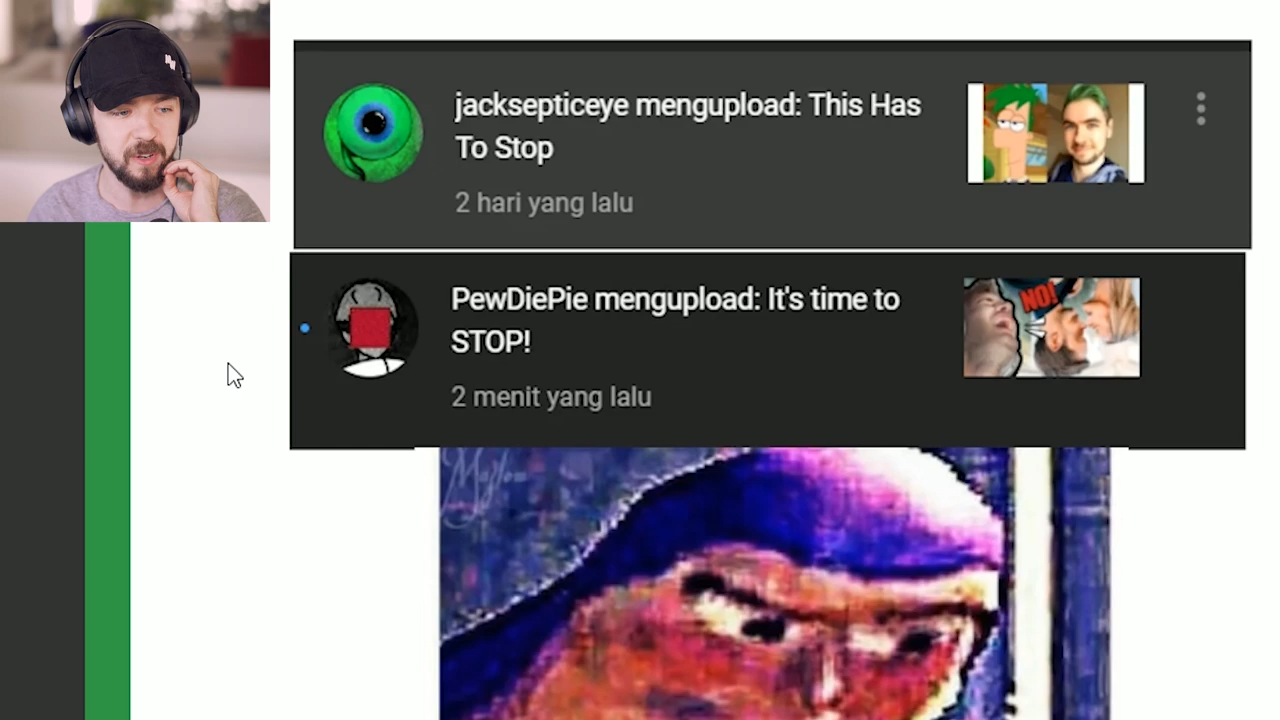 jacksepticeye mengupload: This Has
To Stop
2 hari yang lalu
PewDiePie mengupload: It's time to
STOP!
2 menit yang lalu
NO!